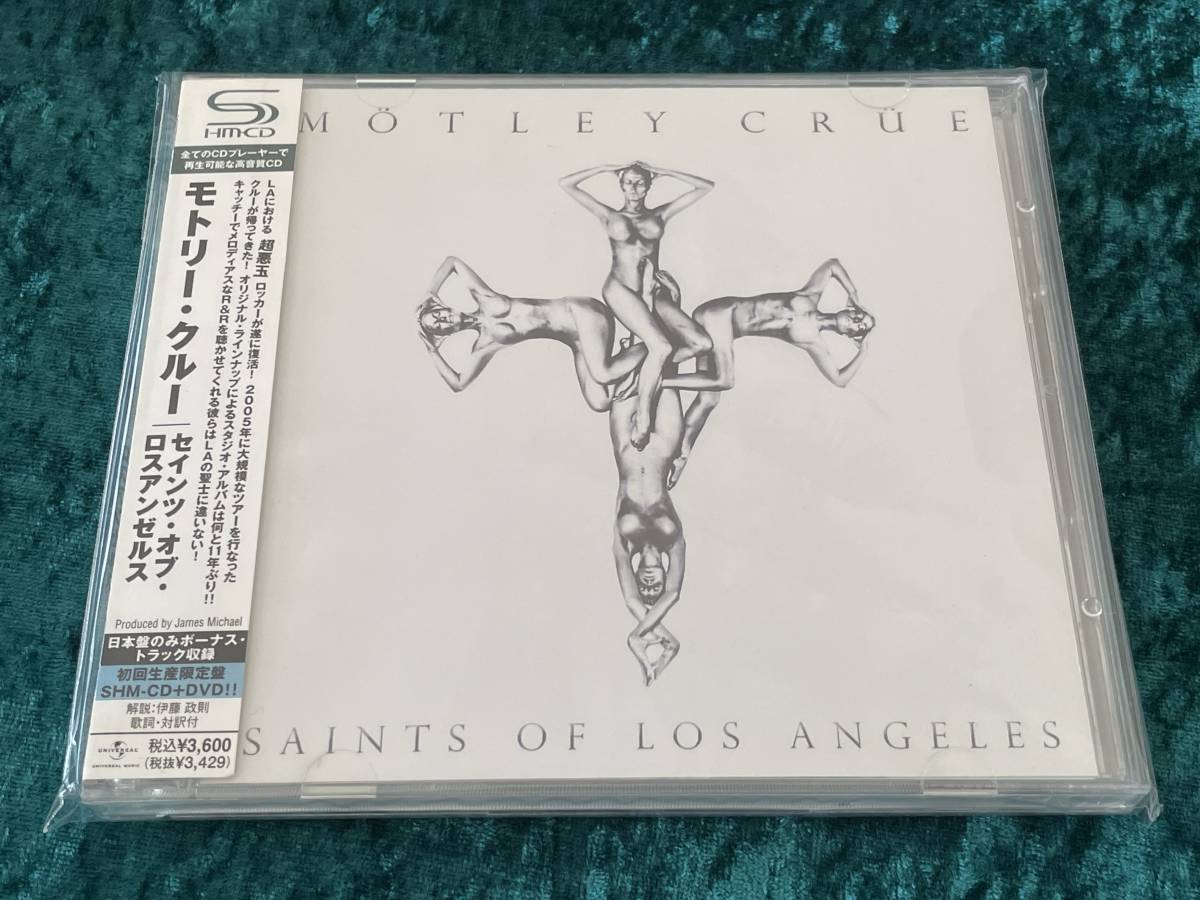 SHM-CD
全てのCDプレーヤーで
再生可能な高音質CD
LAにおける超悪玉ロッカーが遂に復活! 2005年に大規模なツアーを行なった
クルーが帰ってきた! オリジナル・ラインナップによるスタジオ・アルバムは何と11年ぶり!!
キャッチーでメロディアスなR&Rを聴かせてくれる彼らはLAの聖士に違いない!
モトリー・クルー
セインツ・オブ・
ロスアンゼルス
Produced by James Michael
日本盤のみボーナス・
トラック収録
初回生産限定盤
SHM-CD+DVD!!
解説:伊藤 政則
歌詞・対訳付
UNIVERSAL
UNIVERSAL MUSIC
税込¥3,600
(税抜¥3,429)
MÖTLEY CRÜE
SAINTS OF LOS ANGELES